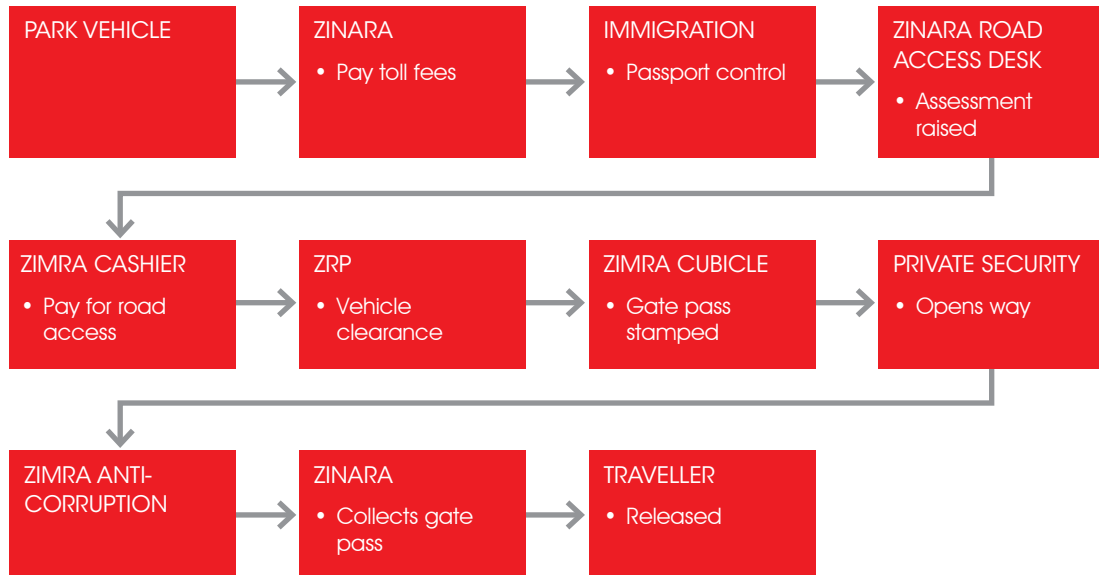 PARK VEHICLE
ZINARA
• Pay toll fees
IMMIGRATION
• Passport control
ZINARA ROAD
ACCESS DESK
• Assessment
raised
ZIMRA CASHIER
• Pay for road
access
ZRP
• Vehicle
clearance
ZIMRA CUBICLE
• Gate pass
stamped
PRIVATE SECURITY
• Opens way
ZIMRA ANTI-
CORRUPTION
ZINARA
• Collects gate
pass
TRAVELLER
• Released